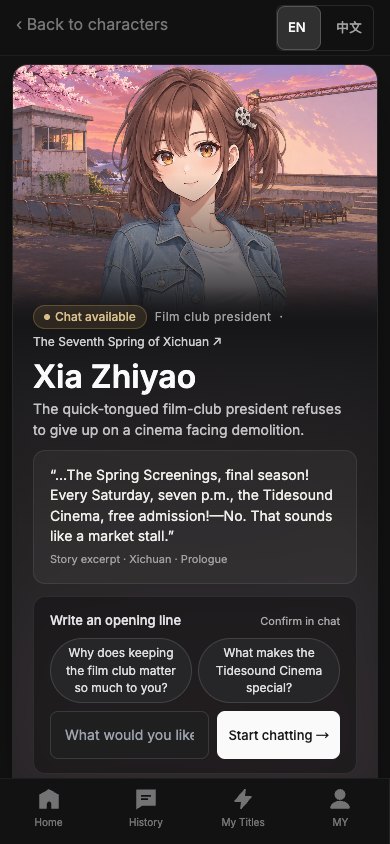 ‹ Back to characters
EN
中文
Chat available
Film club president ·
The Seventh Spring of Xichuan ↗
Xia Zhiyao
The quick-tongued film-club president refuses
to give up on a cinema facing demolition.
“…The Spring Screenings, final season!
Every Saturday, seven p.m., the Tidesound
Cinema, free admission!—No. That sounds
like a market stall.”
Story excerpt · Xichuan · Prologue
Write an opening line
Confirm in chat
Why does keeping
the film club matter
so much to you?
What makes the
Tidesound Cinema
special?
What would you like
Start chatting →
Home
History
My Titles
MY